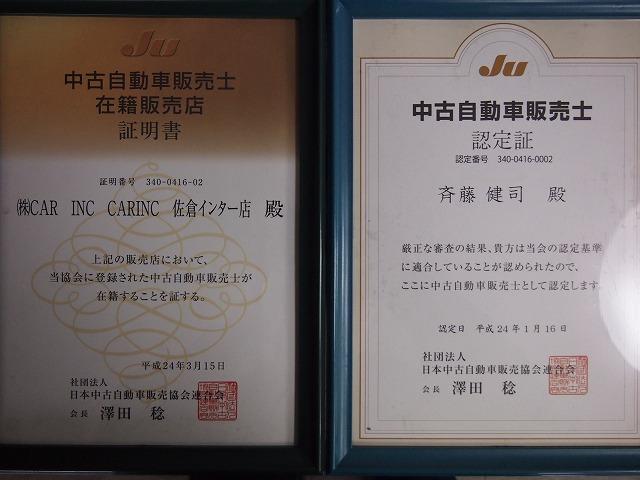 Ju
中古自動車販売士
在籍販売店
証明書
証明番号 340-0416-02
㈱CAR INC CARINC 佐倉インター店 殿
上記の販売店において、
当協会に登録された中古自動車販売士が
在籍することを証する。
平成24年3月15日
社団法人
日本中古自動車販売協会連合会
会長 澤田 稔
Ju
中古自動車販売士
認定証
認定番号 340-0416-0002
斉藤 健司 殿
厳正な審査の結果、貴方は当会の認定基準
に適合していることが認められたので、
ここに中古自動車販売士として認定します。
認定日 平成24年1月16日
社団法人
日本中古自動車販売協会連合会
会長 澤田 稔